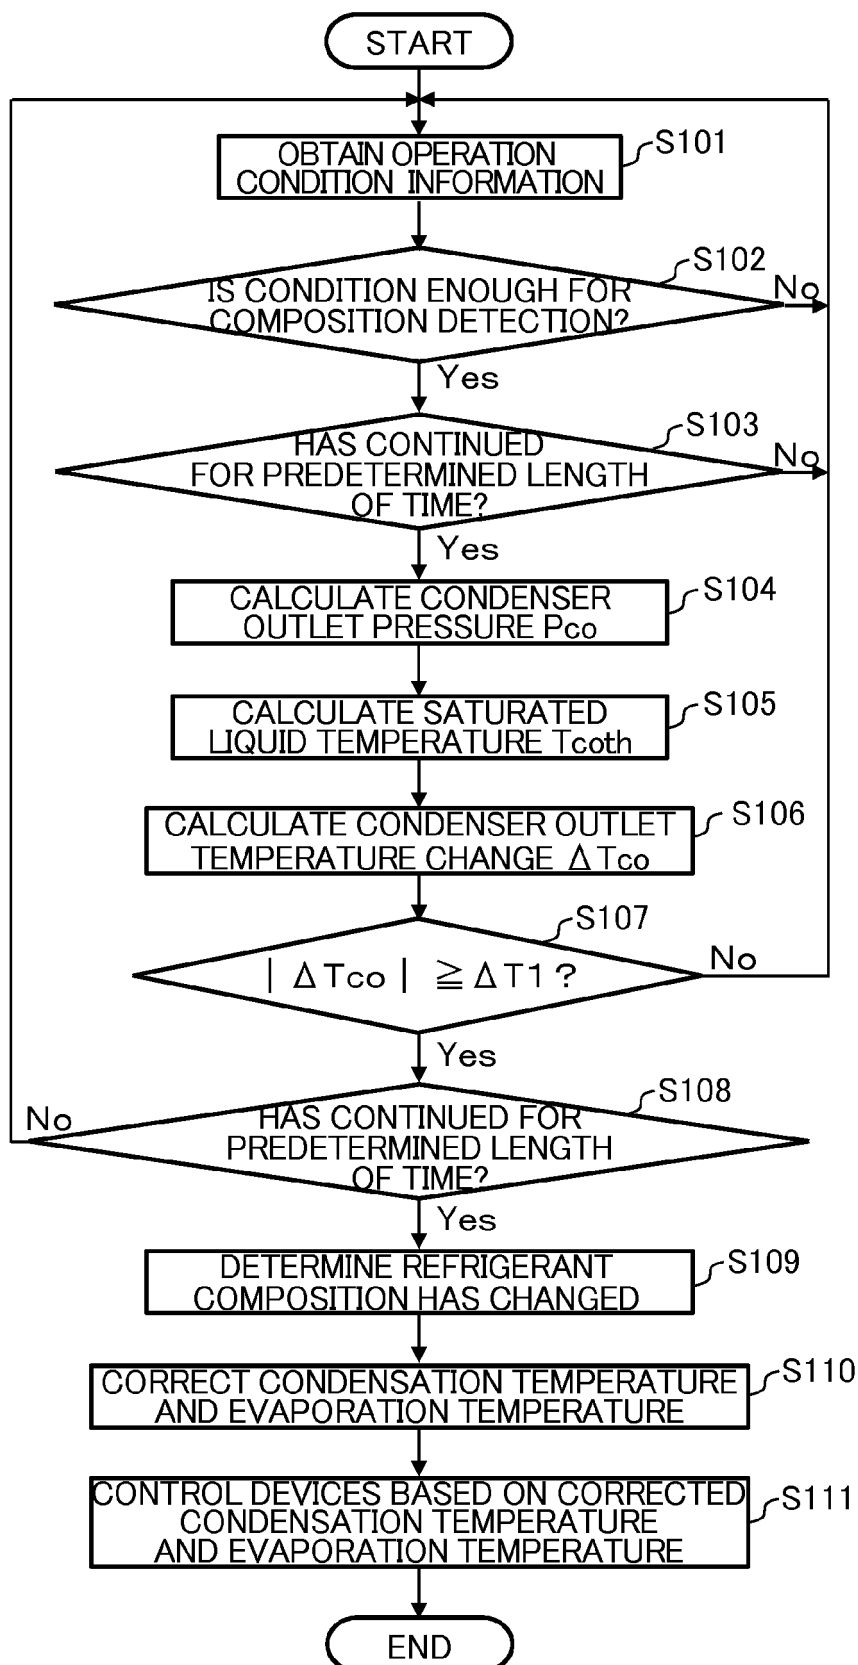 START
S101
OBTAIN OPERATION
CONDITION INFORMATION
S102
IS CONDITION ENOUGH FOR
COMPOSITION DETECTION?
No
Yes
S103
HAS CONTINUED
FOR PREDETERMINED LENGTH
OF TIME?
No
Yes
S104
CALCULATE CONDENSER
OUTLET PRESSURE Pco
S105
CALCULATE SATURATED
LIQUID TEMPERATURE Tcoth
S106
CALCULATE CONDENSER OUTLET
TEMPERATURE CHANGE ΔTco
S107
| ΔTco | ≧ ΔT1?
No
Yes
S108
HAS CONTINUED FOR
PREDETERMINED LENGTH
OF TIME?
No
Yes
S109
DETERMINE REFRIGERANT
COMPOSITION HAS CHANGED
S110
CORRECT CONDENSATION TEMPERATURE
AND EVAPORATION TEMPERATURE
S111
CONTROL DEVICES BASED ON CORRECTED
CONDENSATION TEMPERATURE
AND EVAPORATION TEMPERATURE
END